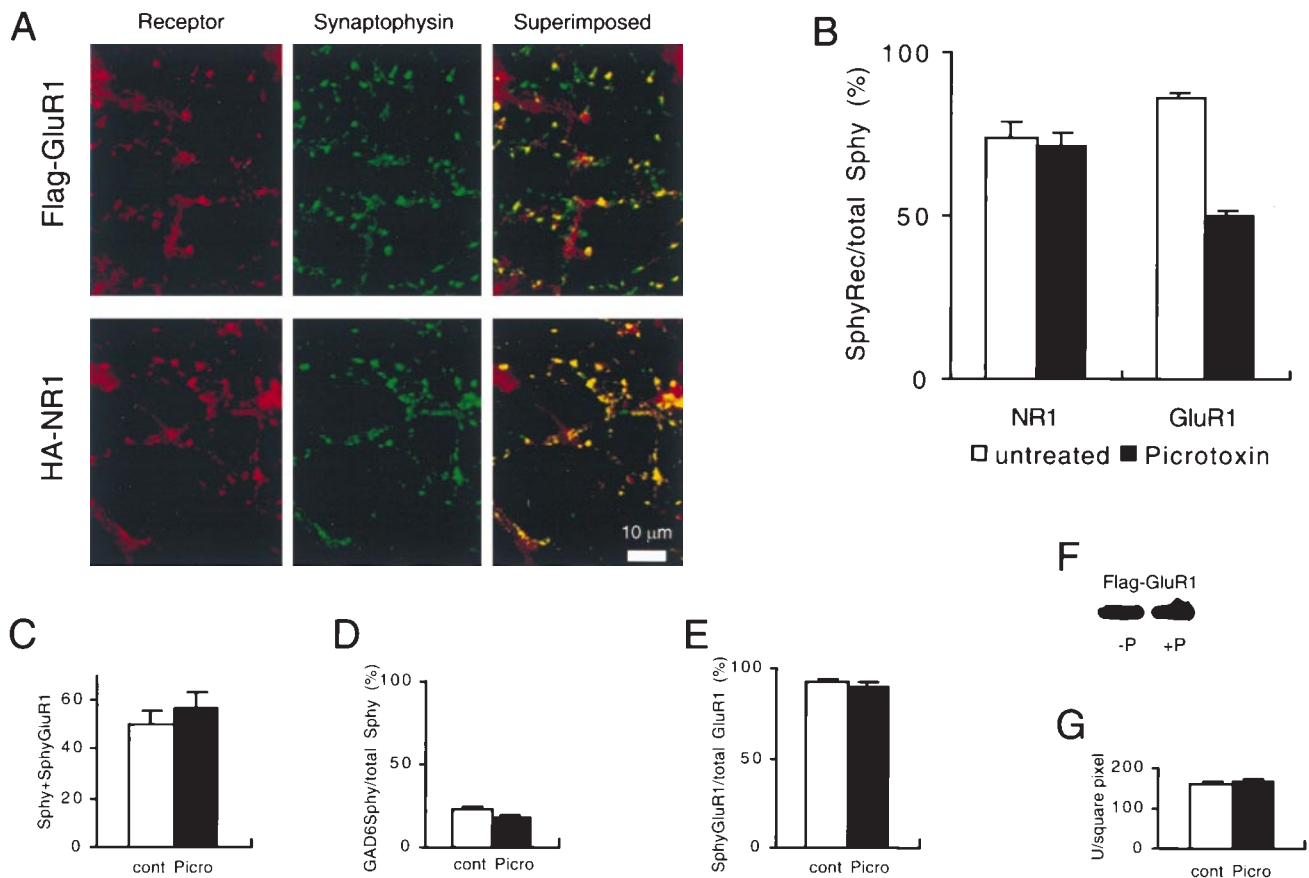 A
Receptor Synaptophysin Superimposed
Flag-GluR1
HA-NR1
10 µm
B
SphyRec/total Sphy (%)
100
50
0
NR1 GluR1
untreated Picrotoxin
C
Sphy+SphyGluR1
60
40
20
0
cont Picro
D
GAD6Sphy/total Sphy (%)
100
50
0
cont Picro
E
SphyGluR1/total GluR1 (%)
100
50
0
cont Picro
F
Flag-GluR1
-P +P
G
U/square pixel
200
100
0
cont Picro